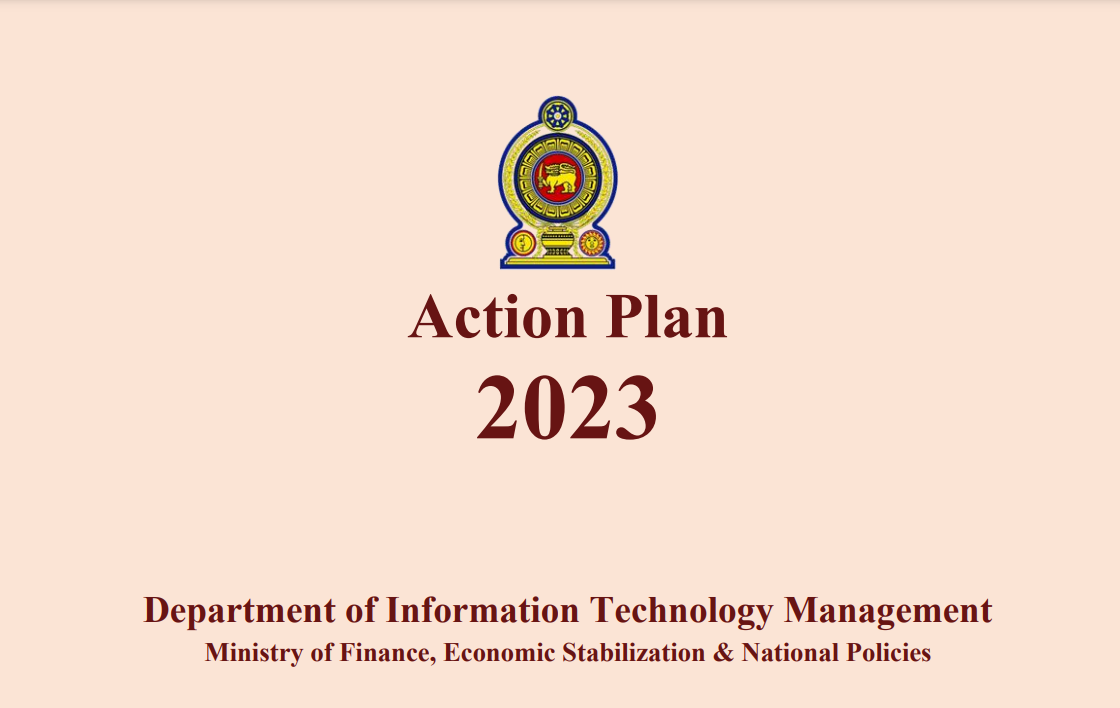 Action Plan
2023
Department of Information Technology Management
Ministry of Finance, Economic Stabilization & National Policies